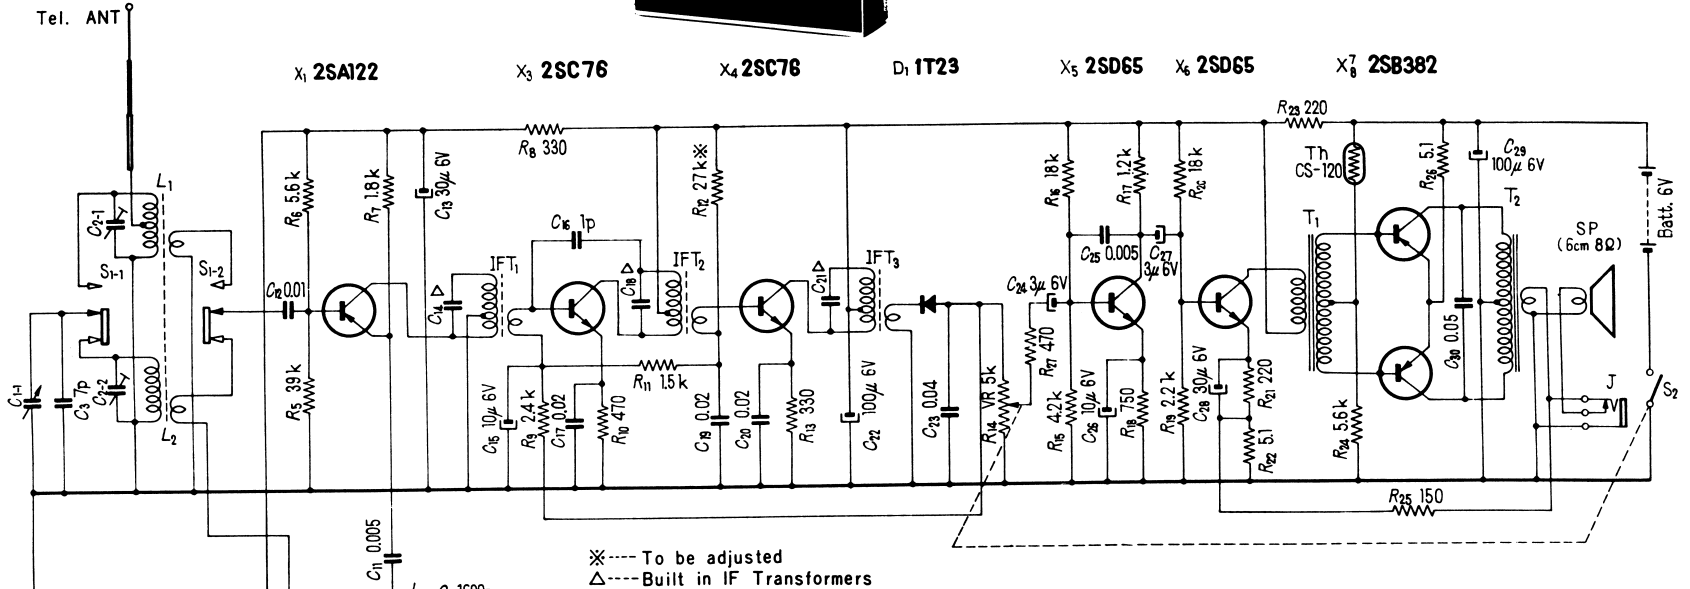 Tel. ANT
X₁ 2SA122
X₃ 2SC76
X₄ 2SC76
D₁ 1T23
X₅ 2SD65
X₆ 2SD65
X⁷₈ 2SB382
R₂₃ 220
R₈ 330
Th
CS-120
C₂₉
100μ 6V
R₂₆ 5.1
Batt. 6V
R₆ 5.6k
R₇ 1.8k
C₁₃ 30μ 6V
R₁₂ 27k※
R₁₆ 18k
R₁₇ 1.2k
R₂₀ 18k
L₁
C₂₋₁
S₁₋₁
S₁₋₂
C₁₆ 1p
IFT₁
IFT₂
IFT₃
△
C₁₄
△
C₁₈
C₂₁△
C₂₅ 0.005
C₂₇
3μ 6V
T₁
T₂
SP
(6cm 8Ω)
C₁₂ 0.01
C₂₄ 3μ 6V
R₂₇ 470
C₃₀ 0.05
C₁₋₁
C₃ 7p
C₂₋₂
L₂
R₅ 39k
C₁₅ 10μ 6V
R₉ 2.4k
C₁₇ 0.02
R₁₀ 470
R₁₁ 1.5k
C₁₉ 0.02
C₂₀ 0.02
R₁₃ 330
C₂₂
100μ 6V
C₂₃ 0.04
R₁₄ VR 5k
R₁₅ 4.2k
C₂₆ 10μ 6V
R₁₈ 750
R₁₉ 2.2k
C₂₈ 30μ 6V
R₂₁ 220
R₂₂ 5.1
R₂₄ 5.6k
J
S₂
R₂₅ 150
C₁₁ 0.005
※---- To be adjusted
△---- Built in IF Transformers